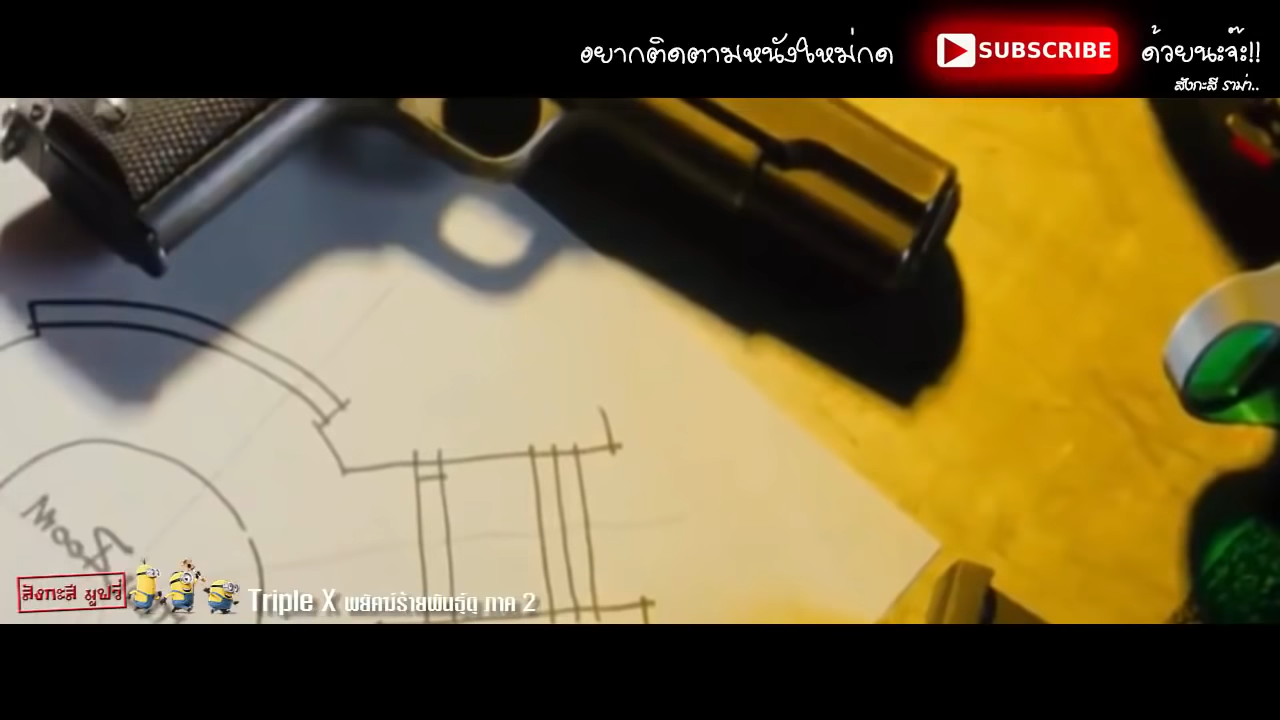 อยากติดตามหนังใหม่กด SUBSCRIBE ด้วยนะจ๊ะ!!
สังกะสี ราม่า..
สังกะสี มูฟวี่
Triple X พยัคฆ์ร้ายพันธุ์ดุ ภาค 2